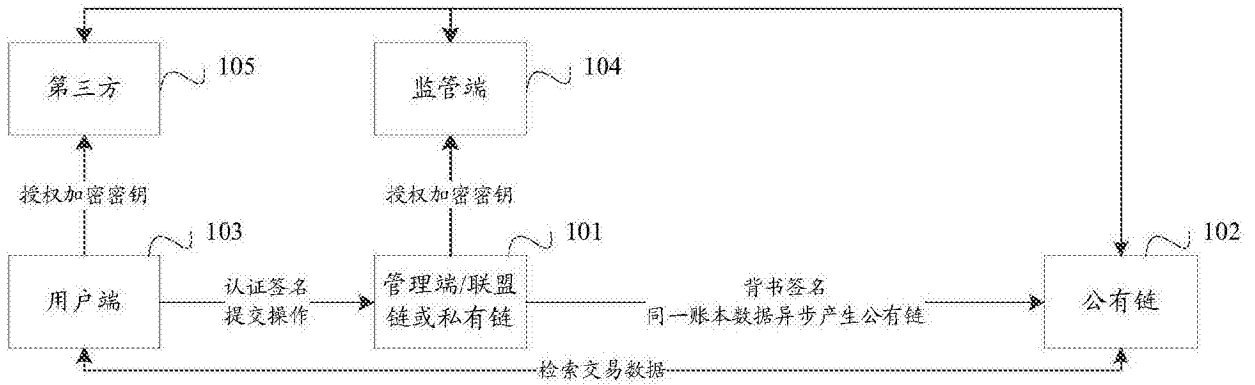 第三方
105
监管端
104
授权加密密钥
授权加密密钥
103
101
102
用户端
认证签名
提交操作
管理端/联盟
链或私有链
背书签名
同一账本数据异步产生公有链
公有链
检索交易数据